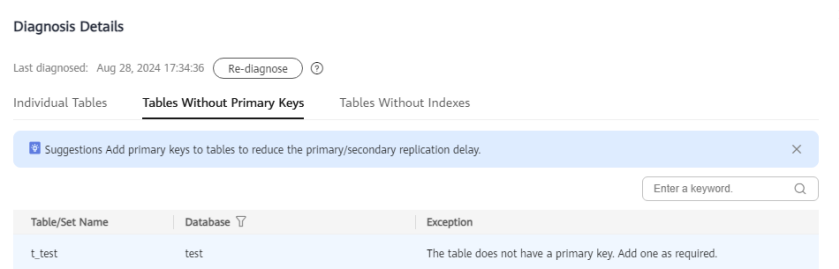 Diagnosis Details
Last diagnosed: Aug 28, 2024 17:34:36 Re-diagnose ?
Individual Tables Tables Without Primary Keys Tables Without Indexes
Suggestions Add primary keys to tables to reduce the primary/secondary replication delay.
Enter a keyword.
Table/Set Name Database Exception
t_test test The table does not have a primary key. Add one as required.